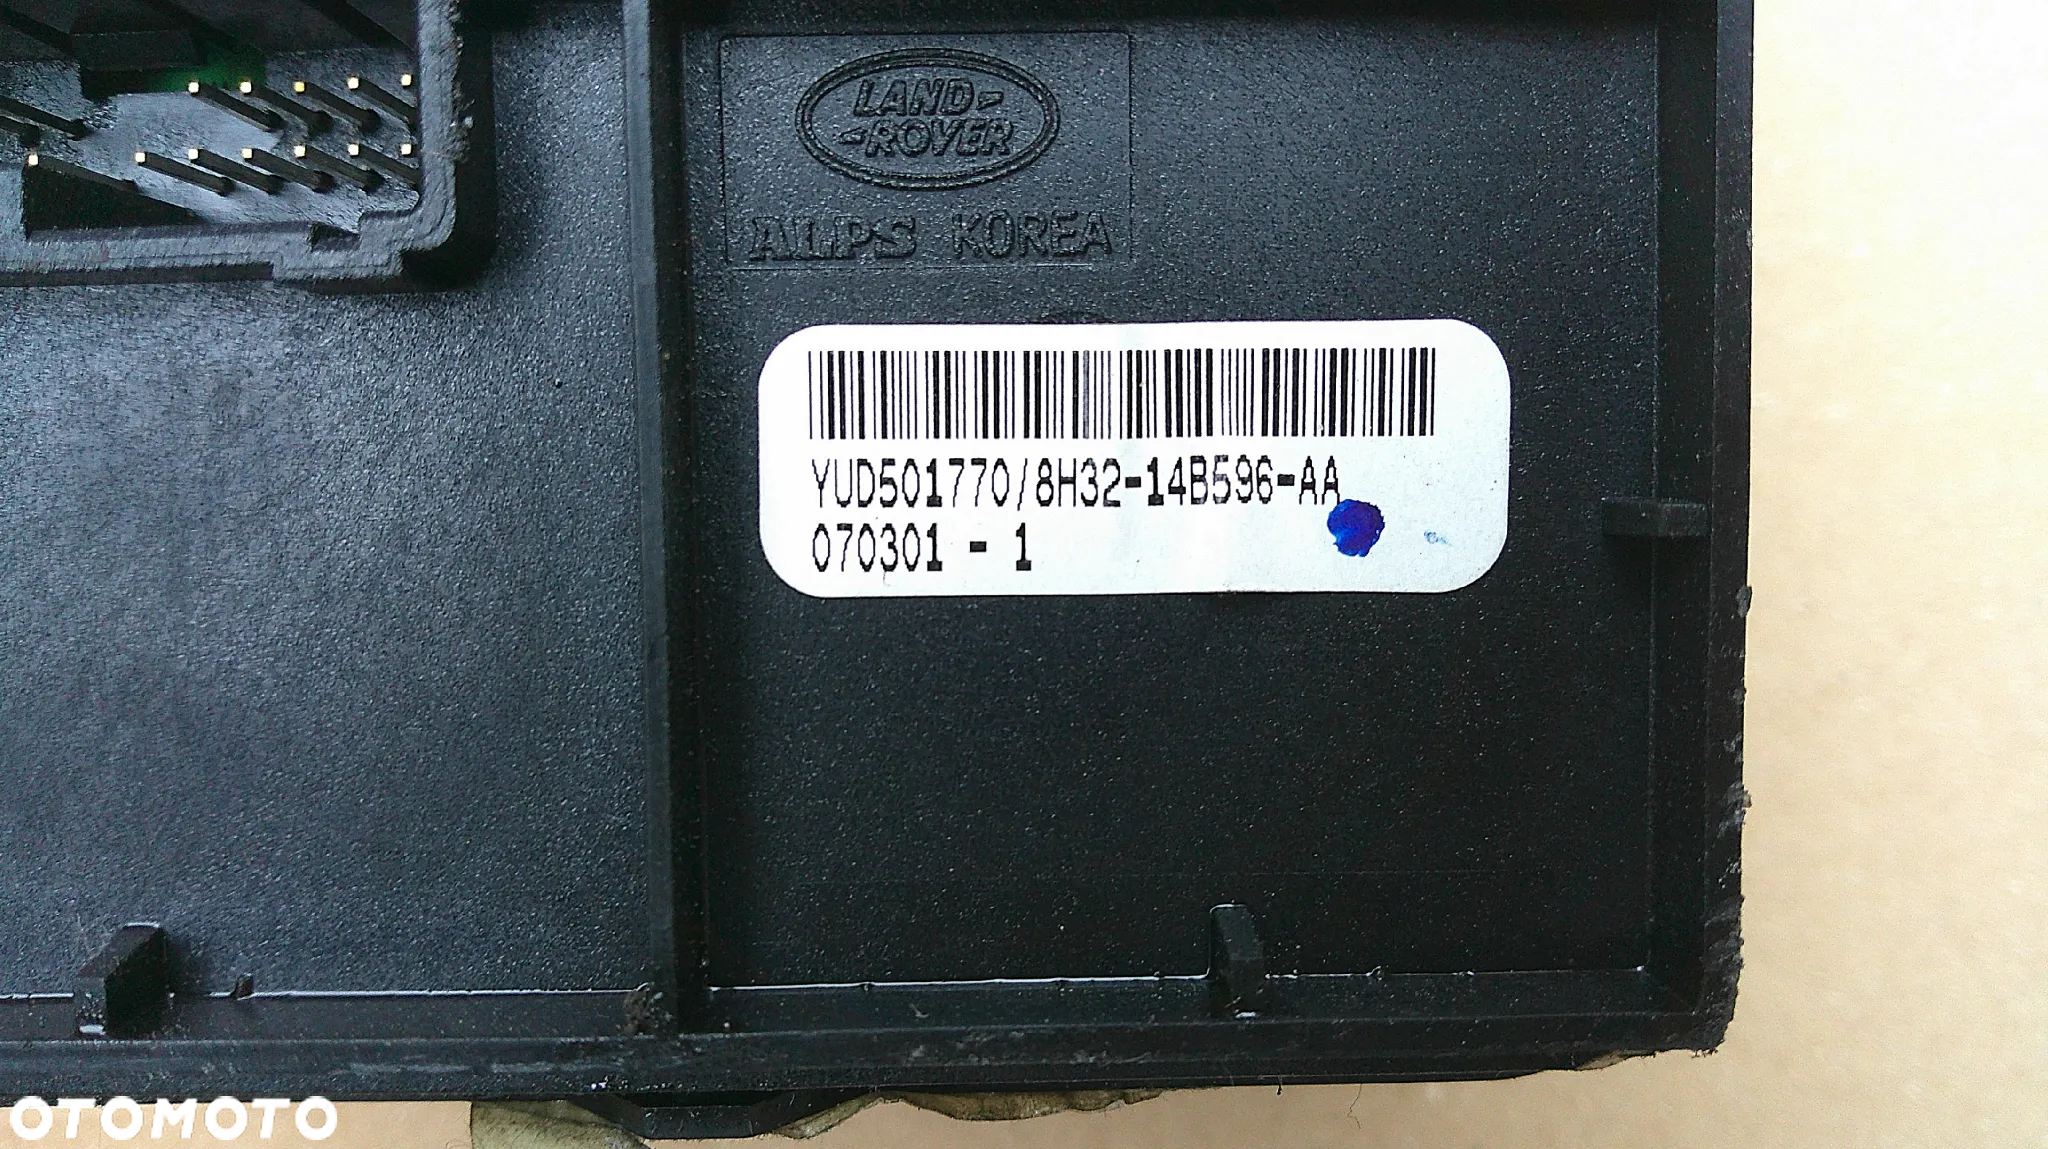 LAND-
-ROVER
ALPS KOREA
YUD501770/8H32-14B596-AA
070301 - 1
OTOMOTO